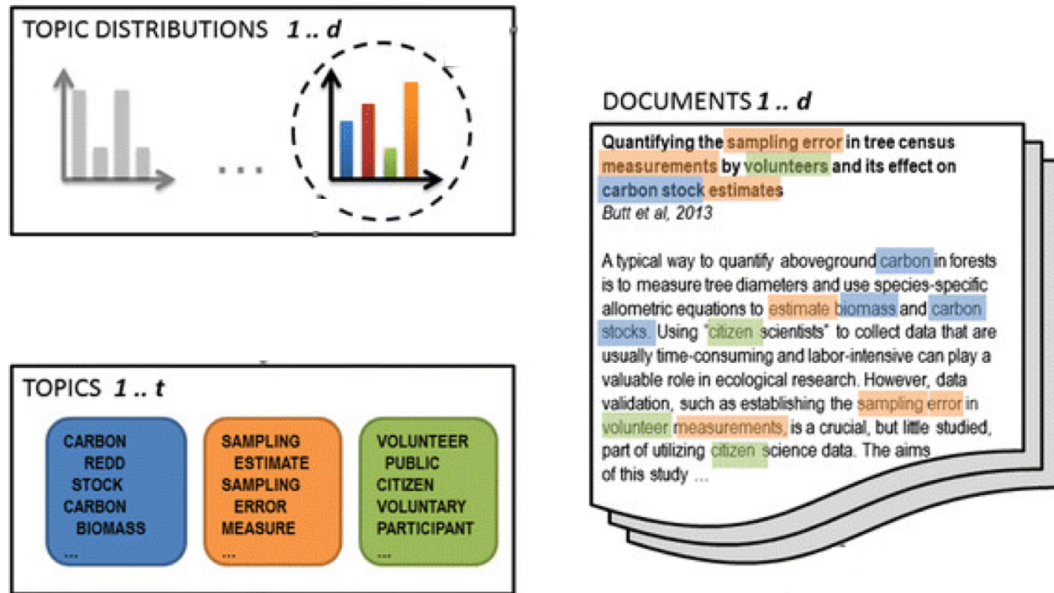 TOPIC DISTRIBUTIONS 1 .. d
...
TOPICS 1 .. t
CARBON
REDD
STOCK
CARBON
BIOMASS
...
SAMPLING
ESTIMATE
SAMPLING
ERROR
MEASURE
...
VOLUNTEER
PUBLIC
CITIZEN
VOLUNTARY
PARTICIPANT
...
DOCUMENTS 1 .. d
Quantifying the sampling error in tree census
measurements by volunteers and its effect on
carbon stock estimates
Butt et al, 2013
A typical way to quantify aboveground carbon in forests
is to measure tree diameters and use species-specific
allometric equations to estimate biomass and carbon
stocks. Using “citizen scientists” to collect data that are
usually time-consuming and labor-intensive can play a
valuable role in ecological research. However, data
validation, such as establishing the sampling error in
volunteer measurements, is a crucial, but little studied,
part of utilizing citizen science data. The aims
of this study ...